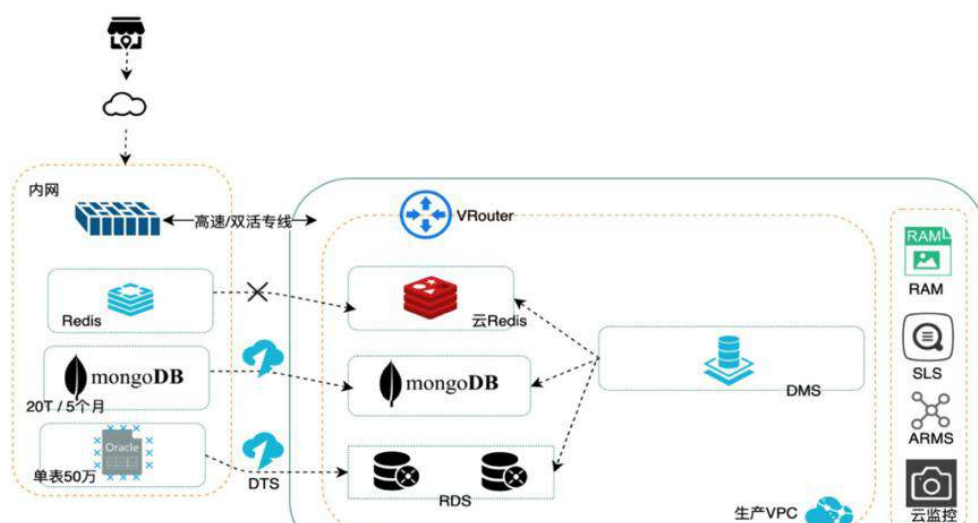 内网
高速/双活专线
VRouter
RAM
RAM
Redis
云Redis
SLS
mongoDB
mongoDB
DMS
20T / 5个月
ARMS
Oracle
单表50万
DTS
RDS
生产VPC
云监控